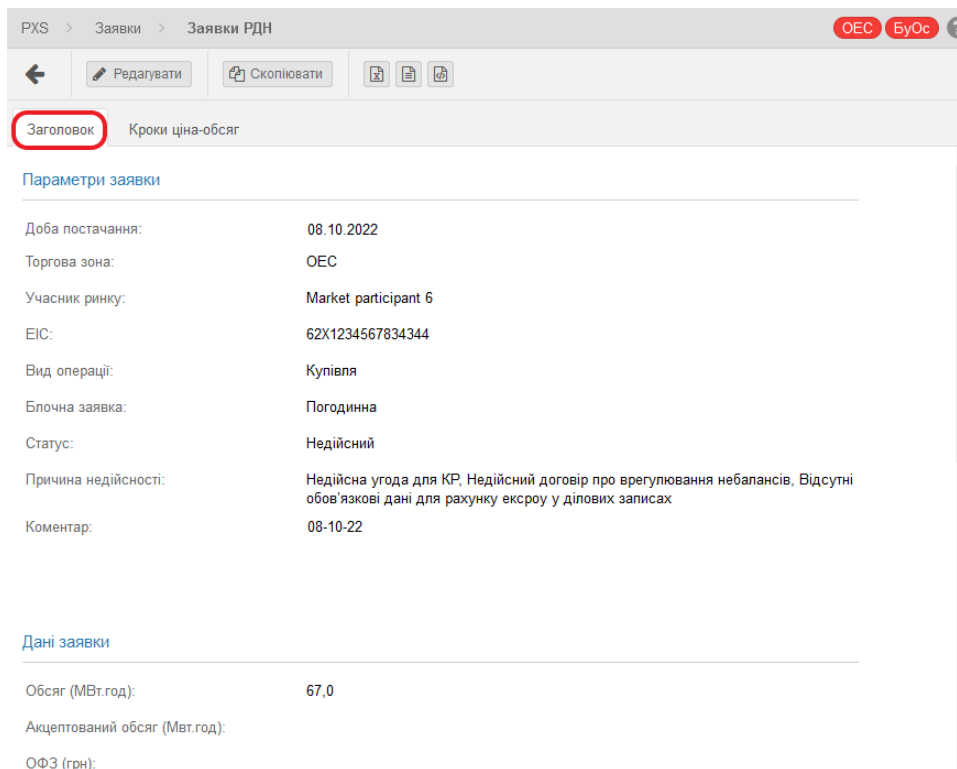 PXS > Заявки > Заявки РДН ОЕС БуОс ?
Редагувати Скопіювати
Заголовок Кроки ціна-обсяг
Параметри заявки
Доба постачання: 08.10.2022
Торгова зона: ОЕС
Учасник ринку: Market participant 6
EIC: 62X1234567834344
Вид операції: Купівля
Блочна заявка: Погодинна
Статус: Недійсний
Причина недійсності: Недійсна угода для КР, Недійсний договір про врегулювання небалансів, Відсутні
обов'язкові дані для рахунку ексроу у ділових записах
Коментар: 08-10-22
Дані заявки
Обсяг (МВт.год): 67,0
Акцептований обсяг (Мвт.год):
ОФЗ (грн):